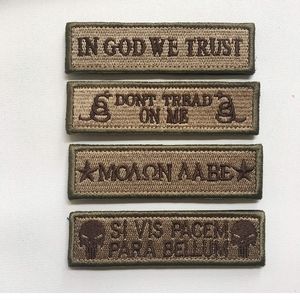 IN GOD WE TRUST
DONT TREAD
ON ME
ΜΟΛΩΝ ΛΑΒΕ
SI VIS PACEM
PARA BELLUM